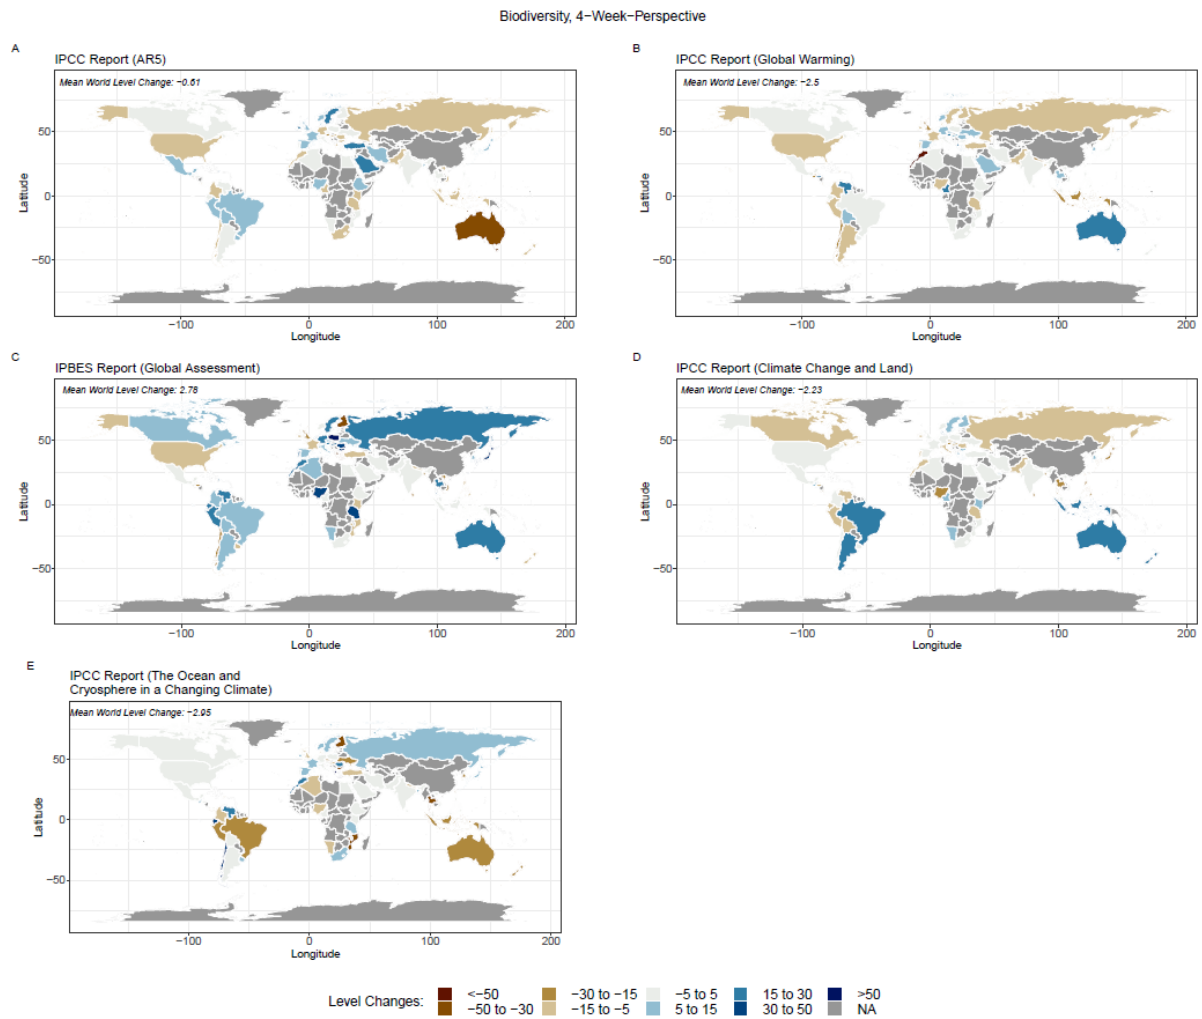 Biodiversity, 4−Week−Perspective
A
IPCC Report (AR5)
Mean World Level Change: −0.61
50
0
−50
Latitude
−100
0
100
200
Longitude
B
IPCC Report (Global Warming)
Mean World Level Change: −2.5
50
0
−50
Latitude
−100
0
100
200
Longitude
C
IPBES Report (Global Assessment)
Mean World Level Change: 2.78
50
0
−50
Latitude
−100
0
100
200
Longitude
D
IPCC Report (Climate Change and Land)
Mean World Level Change: −2.23
50
0
−50
Latitude
−100
0
100
200
Longitude
E
IPCC Report (The Ocean and
Cryosphere in a Changing Climate)
Mean World Level Change: −2.95
50
0
−50
Latitude
−100
0
100
200
Longitude
Level Changes:
<−50
−50 to −30
−30 to −15
−15 to −5
−5 to 5
5 to 15
15 to 30
30 to 50
>50
NA